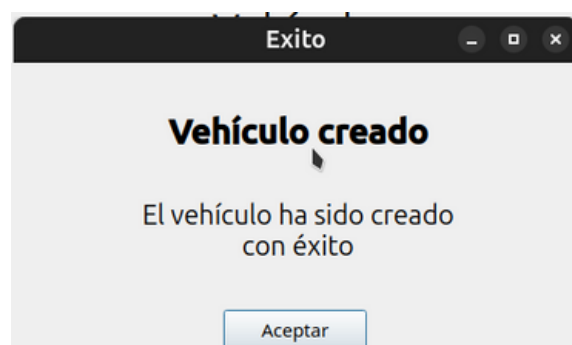 Exito
Vehículo creado
El vehículo ha sido creado
con éxito
Aceptar